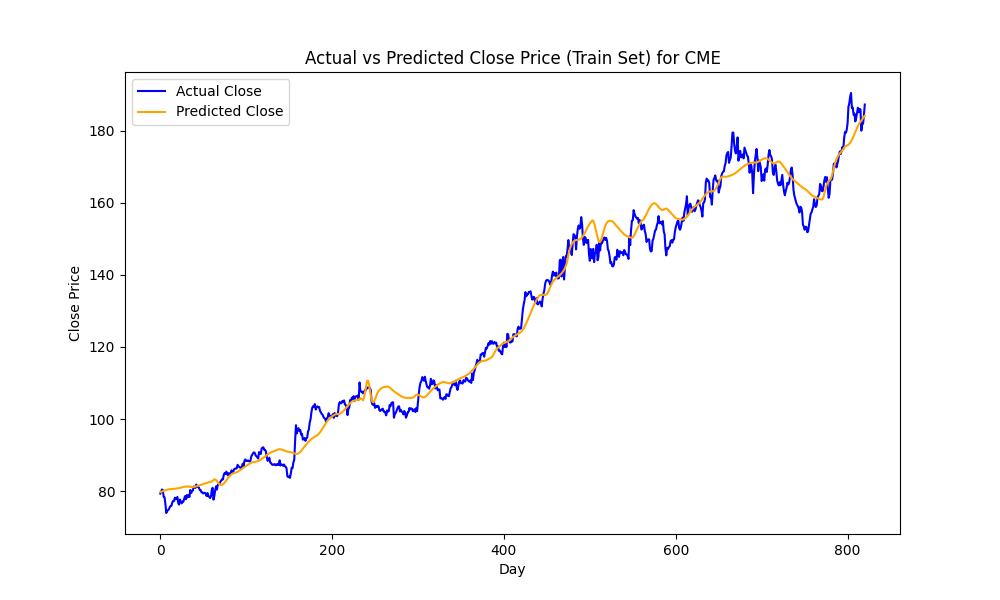 Actual vs Predicted Close Price (Train Set) for CME
Actual Close
Predicted Close
Close Price
180
160
140
120
100
80
0 200 400 600 800
Day